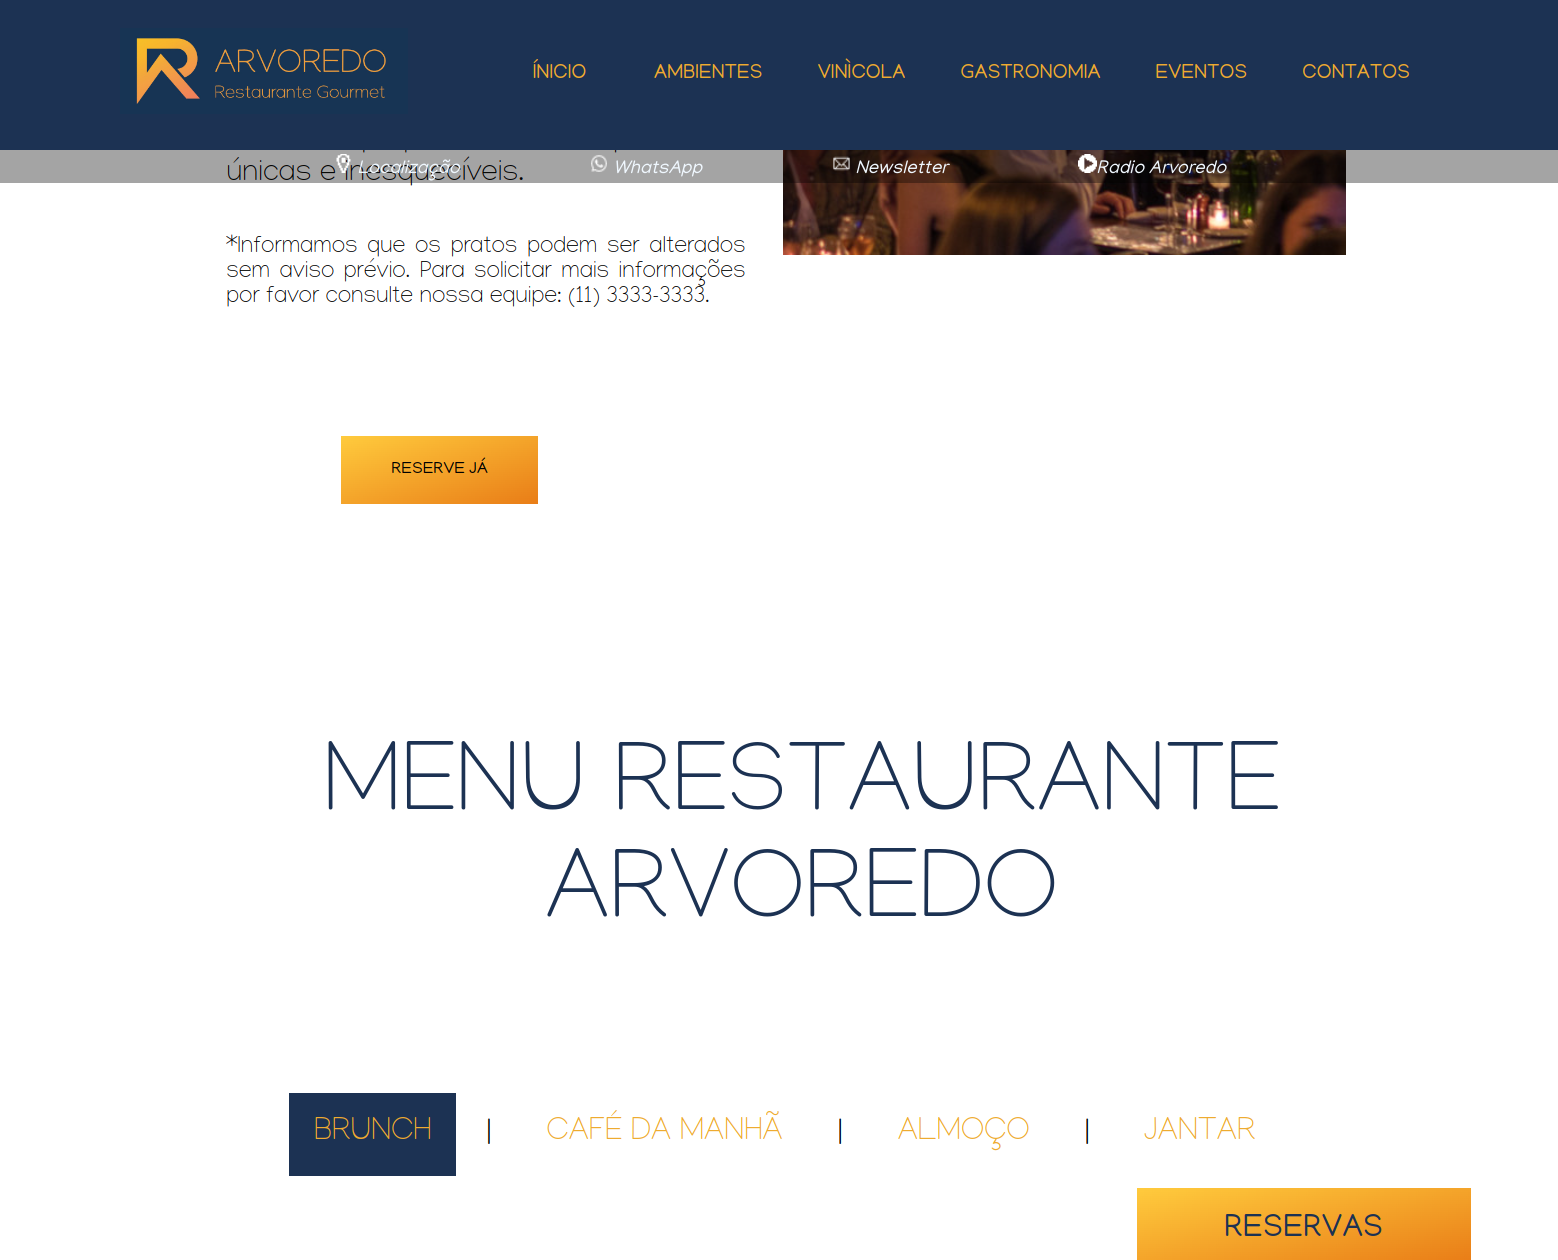 ARVOREDO
Restaurante Gourmet
ÍNICIO AMBIENTES VINÌCOLA GASTRONOMIA EVENTOS CONTATOS
únicas e inesquecíveis.
Localização WhatsApp Newsletter Radio Arvoredo
*Informamos que os pratos podem ser alterados
sem aviso prévio. Para solicitar mais informações
por favor consulte nossa equipe: (11) 3333-3333.
RESERVE JÁ
MENU RESTAURANTE
ARVOREDO
BRUNCH | CAFÉ DA MANHÃ | ALMOÇO | JANTAR
RESERVAS